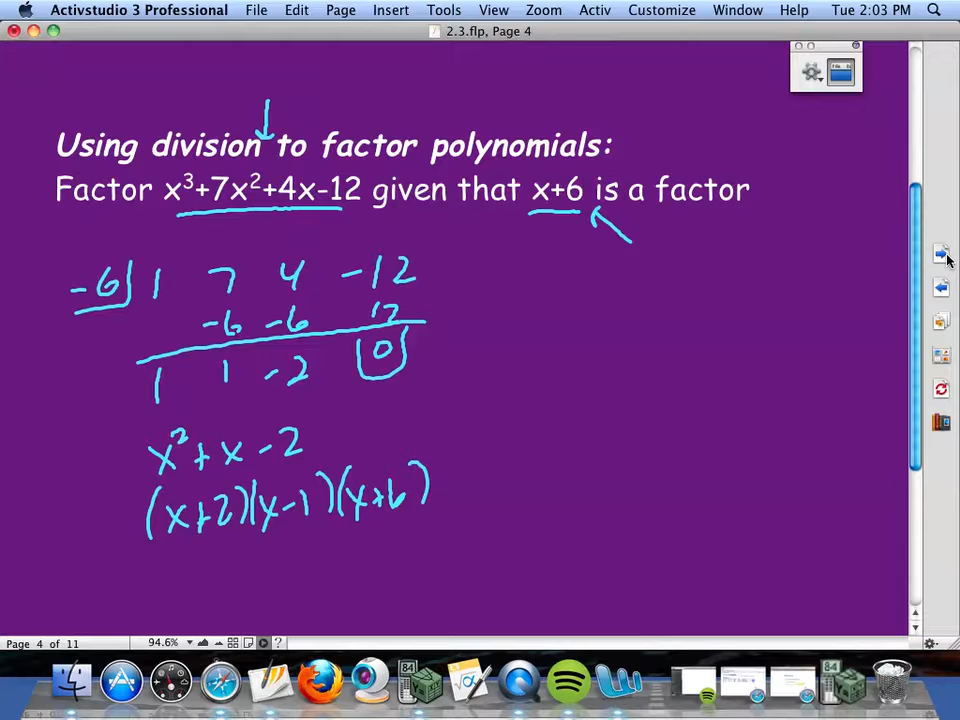 Activstudio 3 Professional File Edit Page Insert Tools View Zoom Activ Customize Window Help Tue 2:03 PM
2.3.flp, Page 4
Using division to factor polynomials:
Factor x³+7x²+4x-12 given that x+6 is a factor
-6 1 7 4 -12
-6 -6 12
1 1 -2 0
x² + x - 2
(x+2)(x-1)(x+6)
Page 4 of 11 94.6% ?
84 84